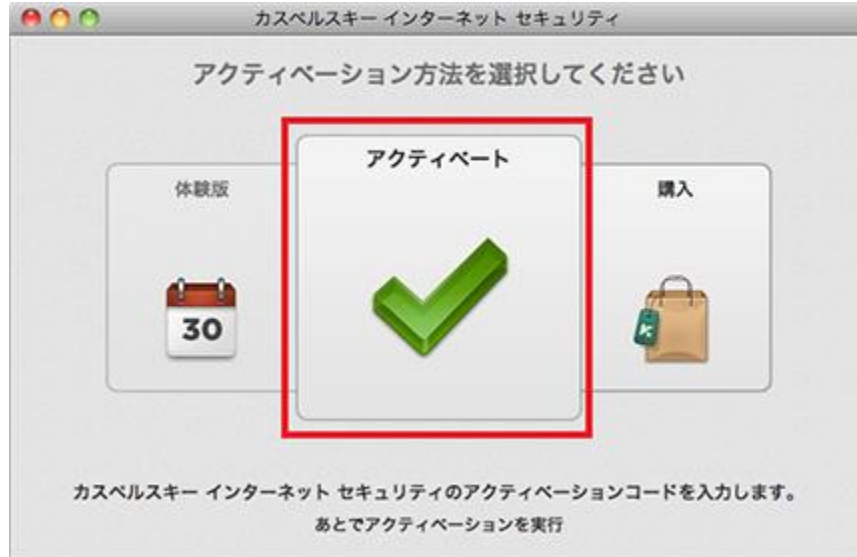 カスペルスキー インターネット セキュリティ
アクティベーション方法を選択してください
アクティベート
体験版
購入
30
K
カスペルスキー インターネット セキュリティのアクティベーションコードを入力します。
あとでアクティベーションを実行